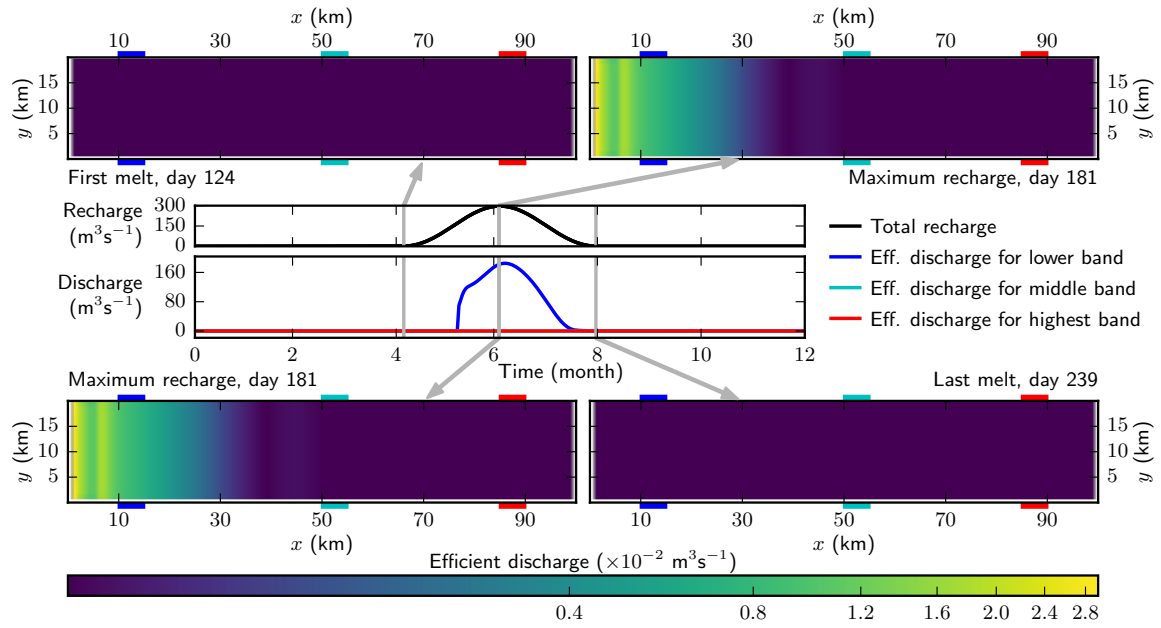 x (km)
x (km)
10 30 50 70 90
10 30 50 70 90
y (km)
15
10
5
15
10
5
y (km)
First melt, day 124
Maximum recharge, day 181
Recharge
(m³s⁻¹)
300
150
0
Discharge
(m³s⁻¹)
160
80
0
0 2 4 6 8 10 12
Time (month)
Total recharge
Eff. discharge for lower band
Eff. discharge for middle band
Eff. discharge for highest band
Maximum recharge, day 181
Last melt, day 239
y (km)
15
10
5
15
10
5
y (km)
10 30 50 70 90
10 30 50 70 90
x (km)
x (km)
Efficient discharge (×10⁻² m³s⁻¹)
0.4 0.8 1.2 1.6 2.0 2.4 2.8